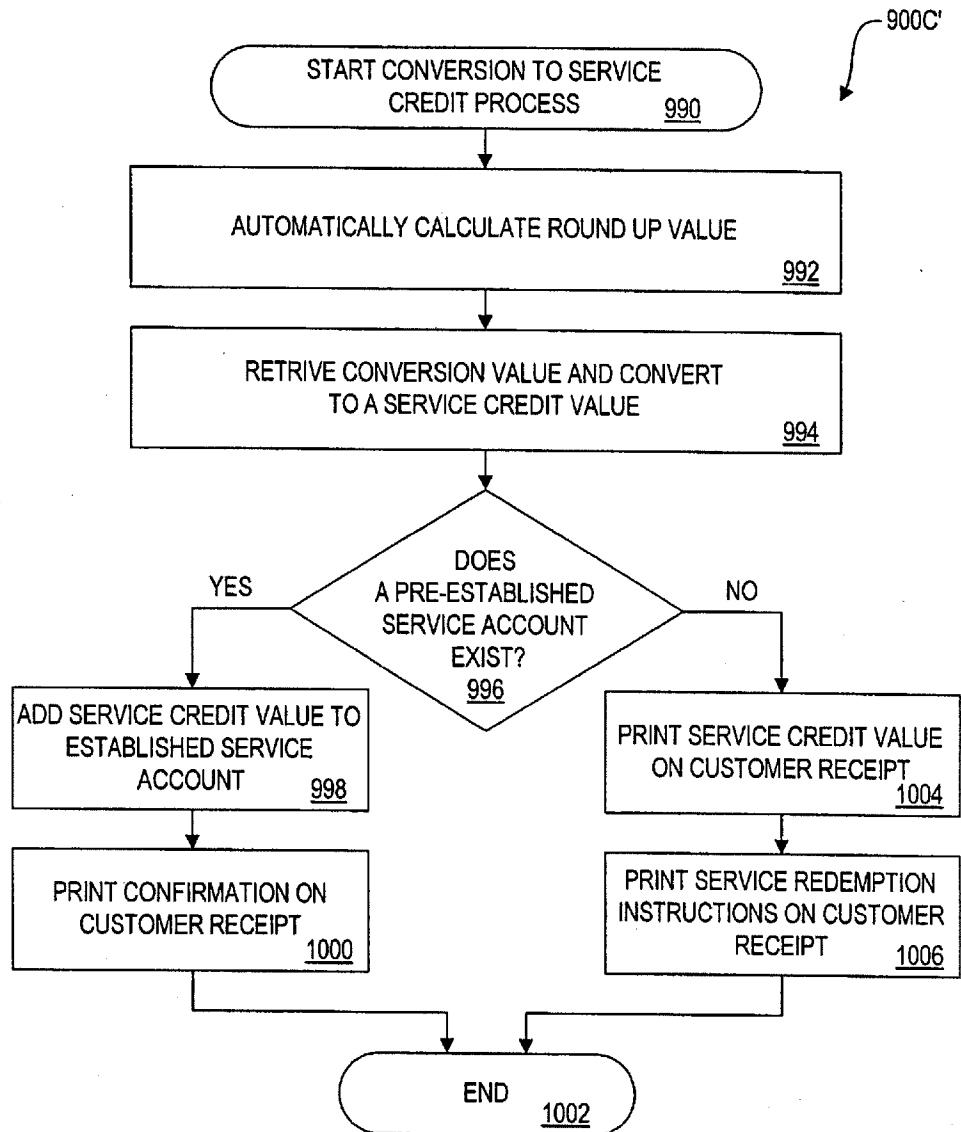 900C'
START CONVERSION TO SERVICE
CREDIT PROCESS
990
AUTOMATICALLY CALCULATE ROUND UP VALUE
992
RETRIVE CONVERSION VALUE AND CONVERT
TO A SERVICE CREDIT VALUE
994
DOES
A PRE-ESTABLISHED
SERVICE ACCOUNT
EXIST?
996
YES
NO
ADD SERVICE CREDIT VALUE TO
ESTABLISHED SERVICE
ACCOUNT
998
PRINT CONFIRMATION ON
CUSTOMER RECEIPT
1000
PRINT SERVICE CREDIT VALUE
ON CUSTOMER RECEIPT
1004
PRINT SERVICE REDEMPTION
INSTRUCTIONS ON CUSTOMER
RECEIPT
1006
END
1002